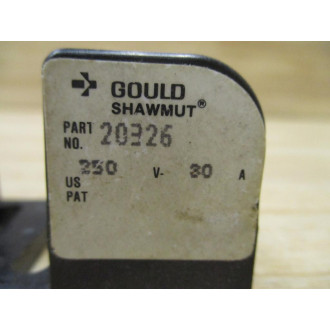 GOULD
SHAWMUT®
PART NO. 20326
250 V- 30 A
US
PAT